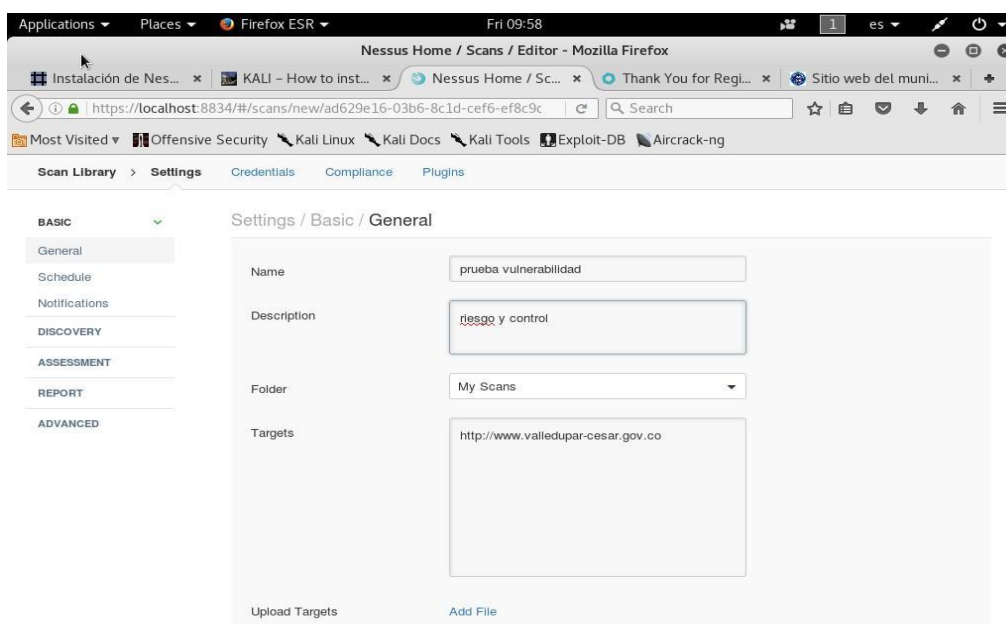 Applications Places Firefox ESR Fri 09:58 1 es
Nessus Home / Scans / Editor - Mozilla Firefox
Instalación de Nes... KALI – How to inst... Nessus Home / Sc... Thank You for Regi... Sitio web del muni...
https://localhost:8834/#/scans/new/ad629e16-03b6-8c1d-cef6-ef8c9c Search
Most Visited Offensive Security Kali Linux Kali Docs Kali Tools Exploit-DB Aircrack-ng
Scan Library > Settings Credentials Compliance Plugins
BASIC
General
Schedule
Notifications
DISCOVERY
ASSESSMENT
REPORT
ADVANCED
Settings / Basic / General
Name prueba vulnerabilidad
Description riesgo y control
Folder My Scans
Targets http://www.valledupar-cesar.gov.co
Upload Targets Add File